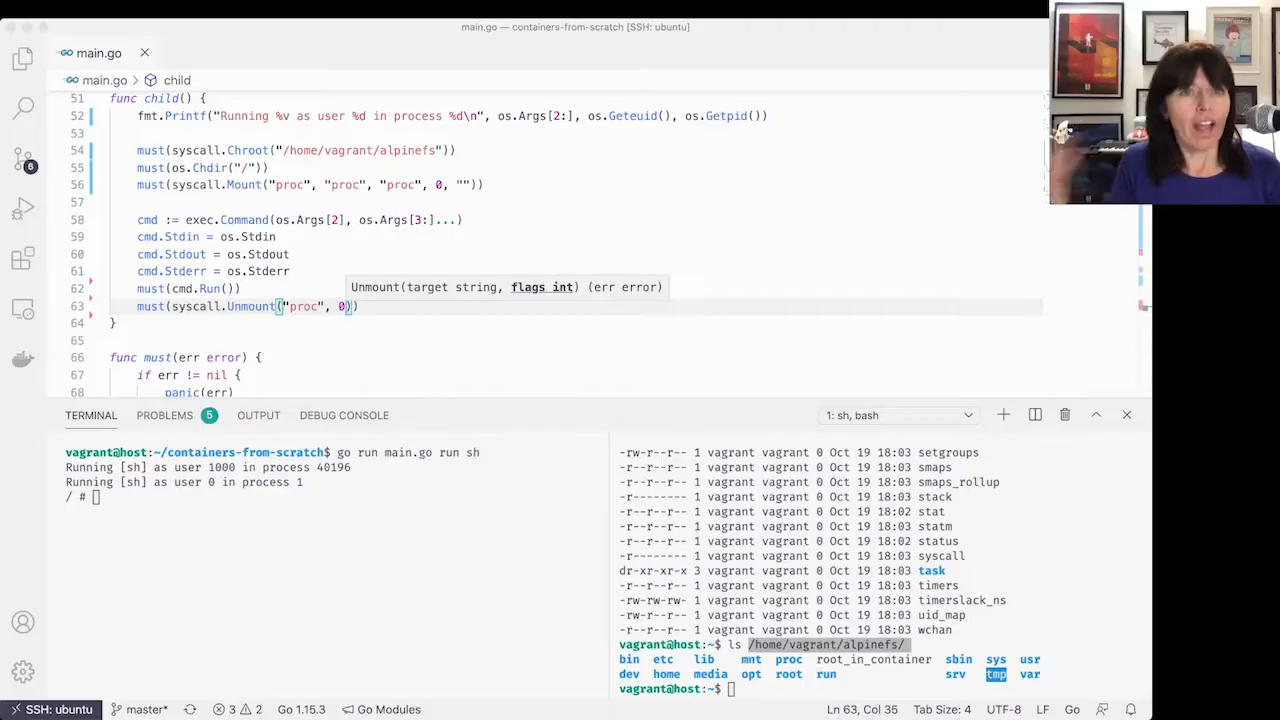 main.go — containers-from-scratch [SSH: ubuntu]
main.go
main.go > child
51 func child() {
52 fmt.Printf("Running %v as user %d in process %d\n", os.Args[2:], os.Geteuid(), os.Getpid())
53
54 must(syscall.Chroot("/home/vagrant/alpinefs"))
55 must(os.Chdir("/"))
56 must(syscall.Mount("proc", "proc", "proc", 0, ""))
57
58 cmd := exec.Command(os.Args[2], os.Args[3:]...)
59 cmd.Stdin = os.Stdin
60 cmd.Stdout = os.Stdout
61 cmd.Stderr = os.Stderr
62 must(cmd.Run())
Unmount(target string, flags int) (err error)
63 must(syscall.Unmount("proc", 0))
64 }
65
66 func must(err error) {
67 if err != nil {
68 panic(err)
6
TERMINAL PROBLEMS 5 OUTPUT DEBUG CONSOLE 1: sh, bash
vagrant@host:~/containers-from-scratch$ go run main.go run sh
Running [sh] as user 1000 in process 40196
Running [sh] as user 0 in process 1
/ #
-rw-r--r-- 1 vagrant vagrant 0 Oct 19 18:03 setgroups
-r--r--r-- 1 vagrant vagrant 0 Oct 19 18:03 smaps
-r--r--r-- 1 vagrant vagrant 0 Oct 19 18:03 smaps_rollup
-r-------- 1 vagrant vagrant 0 Oct 19 18:03 stack
-r--r--r-- 1 vagrant vagrant 0 Oct 19 18:02 stat
-r--r--r-- 1 vagrant vagrant 0 Oct 19 18:03 statm
-r--r--r-- 1 vagrant vagrant 0 Oct 19 18:02 status
-r-------- 1 vagrant vagrant 0 Oct 19 18:03 syscall
dr-xr-xr-x 3 vagrant vagrant 0 Oct 19 18:03 task
-r--r--r-- 1 vagrant vagrant 0 Oct 19 18:03 timers
-rw-rw-rw- 1 vagrant vagrant 0 Oct 19 18:03 timerslack_ns
-rw-r--r-- 1 vagrant vagrant 0 Oct 19 18:03 uid_map
-r--r--r-- 1 vagrant vagrant 0 Oct 19 18:03 wchan
vagrant@host:~$ ls /home/vagrant/alpinefs/
bin etc lib mnt proc root_in_container sbin sys usr
dev home media opt root run srv tmp var
vagrant@host:~$
SSH: ubuntu master* 3 2 Go 1.15.3 Go Modules Ln 63, Col 35 Tab Size: 4 UTF-8 LF Go